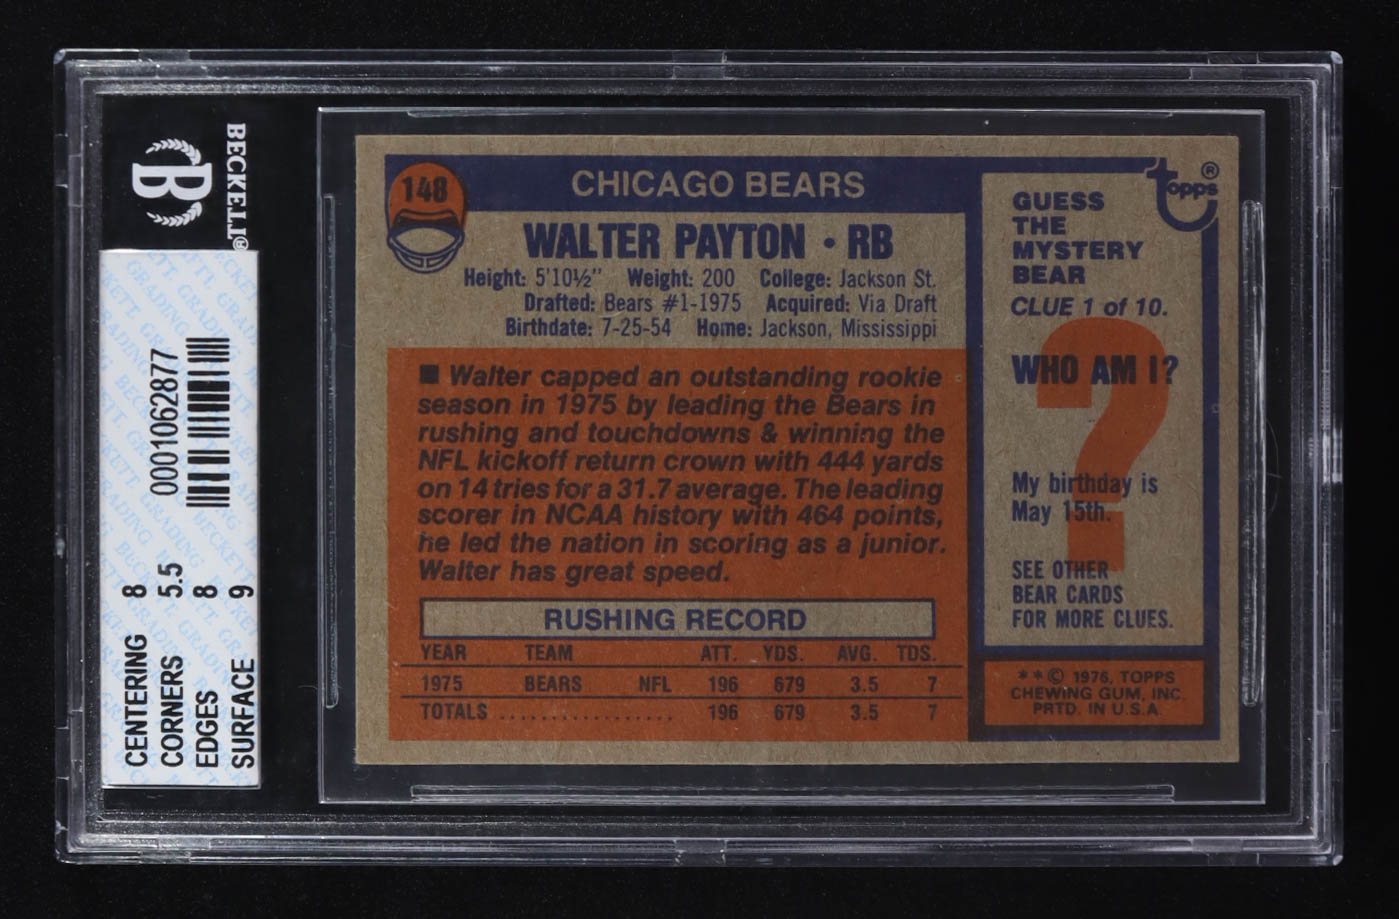 BECKELL®
B
0001062877
CENTERING 8
CORNERS 5.5
EDGES 8
SURFACE 9
148
CHICAGO BEARS
WALTER PAYTON • RB
Height: 5'10½" Weight: 200 College: Jackson St.
Drafted: Bears #1-1975 Acquired: Via Draft
Birthdate: 7-25-54 Home: Jackson, Mississippi
■ Walter capped an outstanding rookie
season in 1975 by leading the Bears in
rushing and touchdowns & winning the
NFL kickoff return crown with 444 yards
on 14 tries for a 31.7 average. The leading
scorer in NCAA history with 464 points,
he led the nation in scoring as a junior.
Walter has great speed.
RUSHING RECORD
YEAR TEAM ATT. YDS. AVG. TDS.
1975 BEARS NFL 196 679 3.5 7
TOTALS .................. 196 679 3.5 7
topps®
GUESS
THE
MYSTERY
BEAR
CLUE 1 of 10.
?
WHO AM I?
My birthday is
May 15th.
SEE OTHER
BEAR CARDS
FOR MORE CLUES.
**© 1976, TOPPS
CHEWING GUM, INC.
PRTD. IN U.S.A.